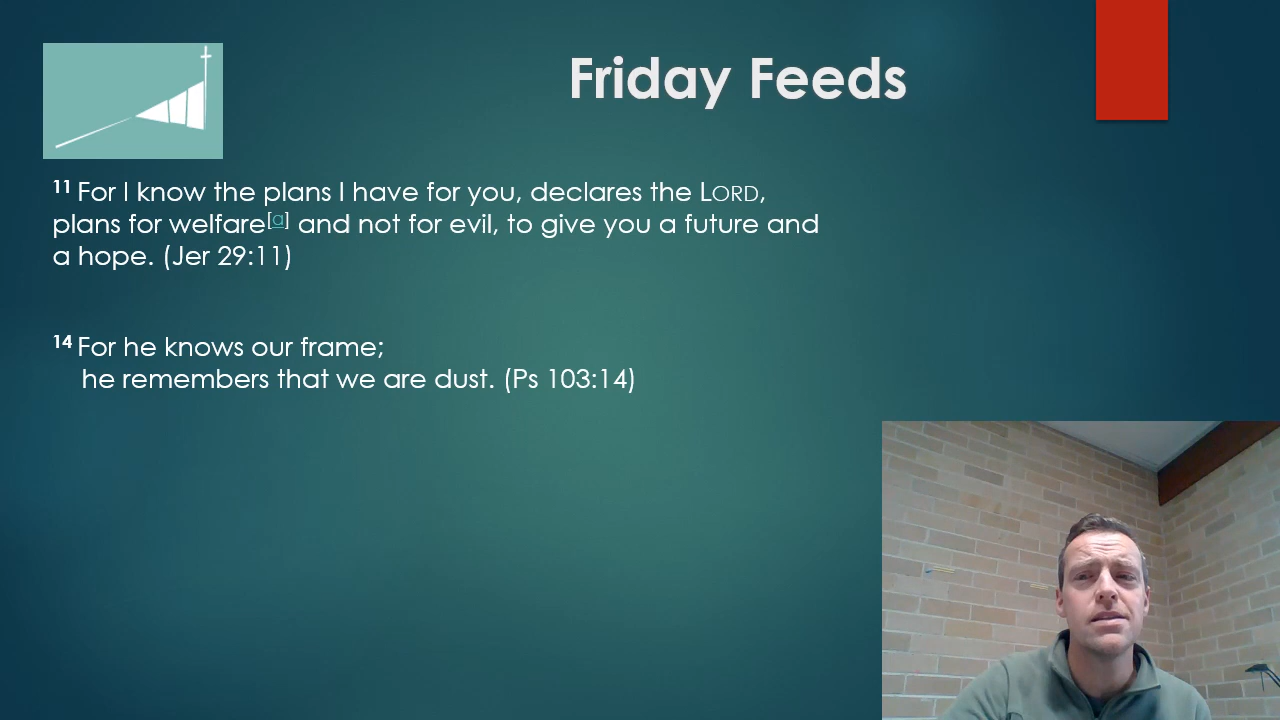 Friday Feeds
11 For I know the plans I have for you, declares the LORD,
plans for welfare[a] and not for evil, to give you a future and
a hope. (Jer 29:11)
14 For he knows our frame;
he remembers that we are dust. (Ps 103:14)